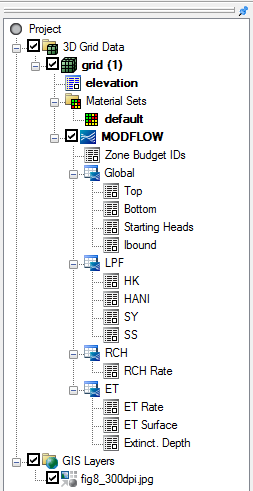 Project
3D Grid Data
grid (1)
elevation
Material Sets
default
MODFLOW
Zone Budget IDs
Global
Top
Bottom
Starting Heads
Ibound
LPF
HK
HANI
SY
SS
RCH
RCH Rate
ET
ET Rate
ET Surface
Extinct. Depth
GIS Layers
fig8_300dpi.jpg